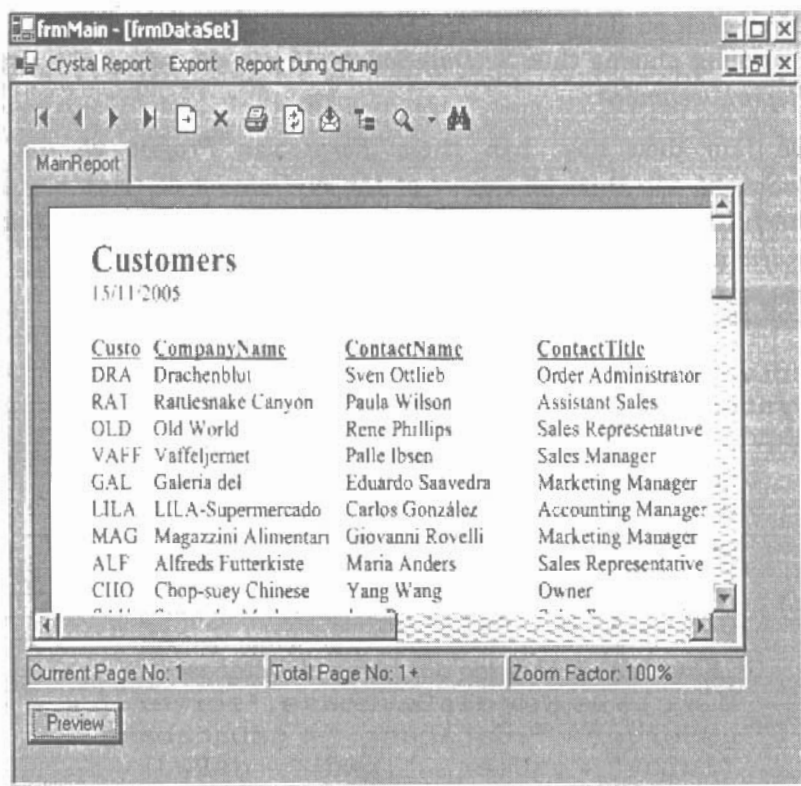 frmMain - [frmDataSet]
Crystal Report Export Report Dung Chung
MainReport
Customers
15/11/2005
Custo CompanyName ContactName ContactTitle
DRA Drachenblut Sven Ottlieb Order Administrator
RAT Rattlesnake Canyon Paula Wilson Assistant Sales
OLD Old World Rene Phillips Sales Representative
VAFF Vaffeljernet Palle Ibsen Sales Manager
GAL Galería del Eduardo Saavedra Marketing Manager
LILA LILA-Supermercado Carlos González Accounting Manager
MAG Magazzini Alimentari Giovanni Rovelli Marketing Manager
ALF Alfreds Futterkiste Maria Anders Sales Representative
CHO Chop-suey Chinese Yang Wang Owner
Current Page No: 1 Total Page No: 1+ Zoom Factor: 100%
Preview